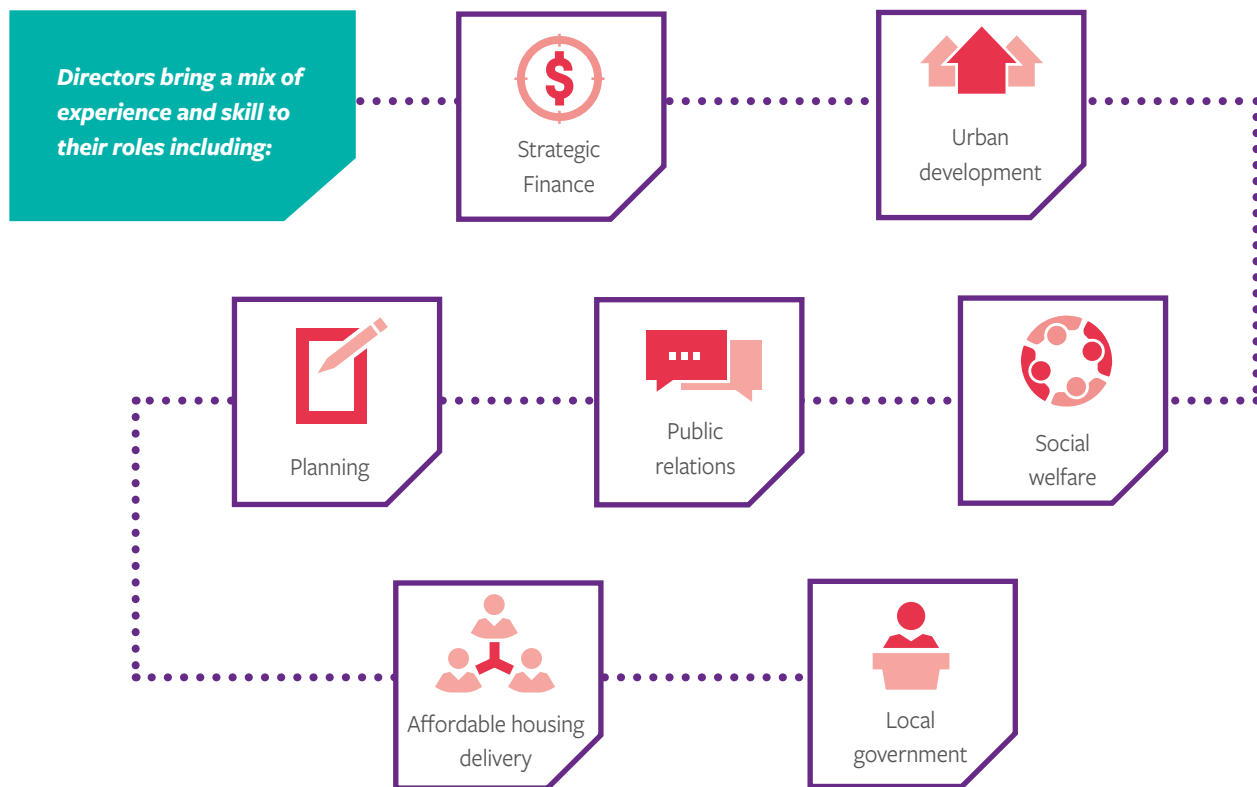 Directors bring a mix of
experience and skill to
their roles including:
Strategic
Finance
Urban
development
Social
welfare
Public
relations
Planning
Affordable housing
delivery
Local
government